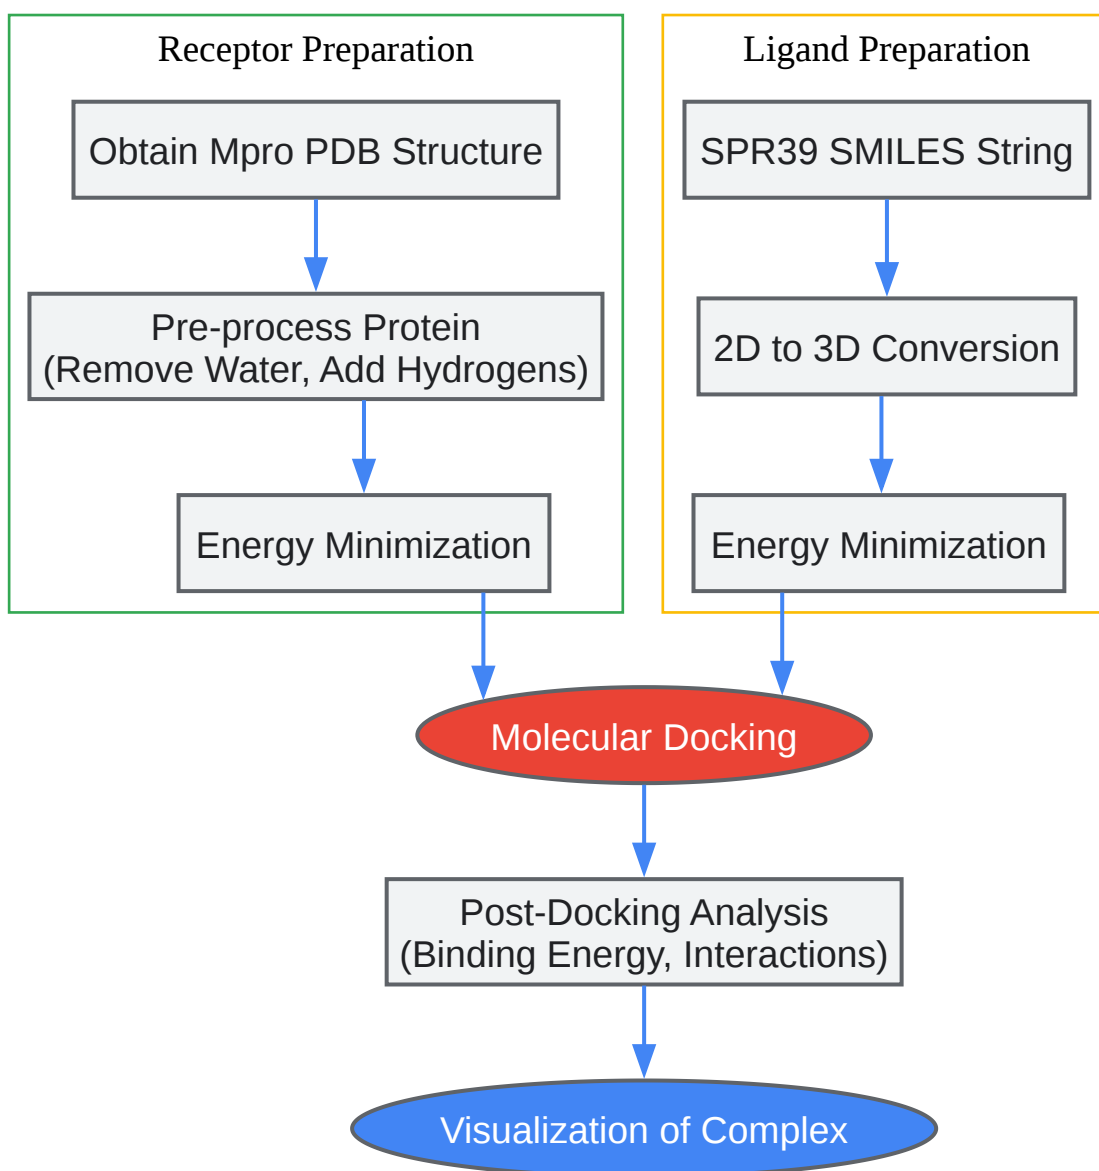 Receptor Preparation
Obtain Mpro PDB Structure
Pre-process Protein
(Remove Water, Add Hydrogens)
Energy Minimization
Ligand Preparation
SPR39 SMILES String
2D to 3D Conversion
Energy Minimization
Molecular Docking
Post-Docking Analysis
(Binding Energy, Interactions)
Visualization of Complex